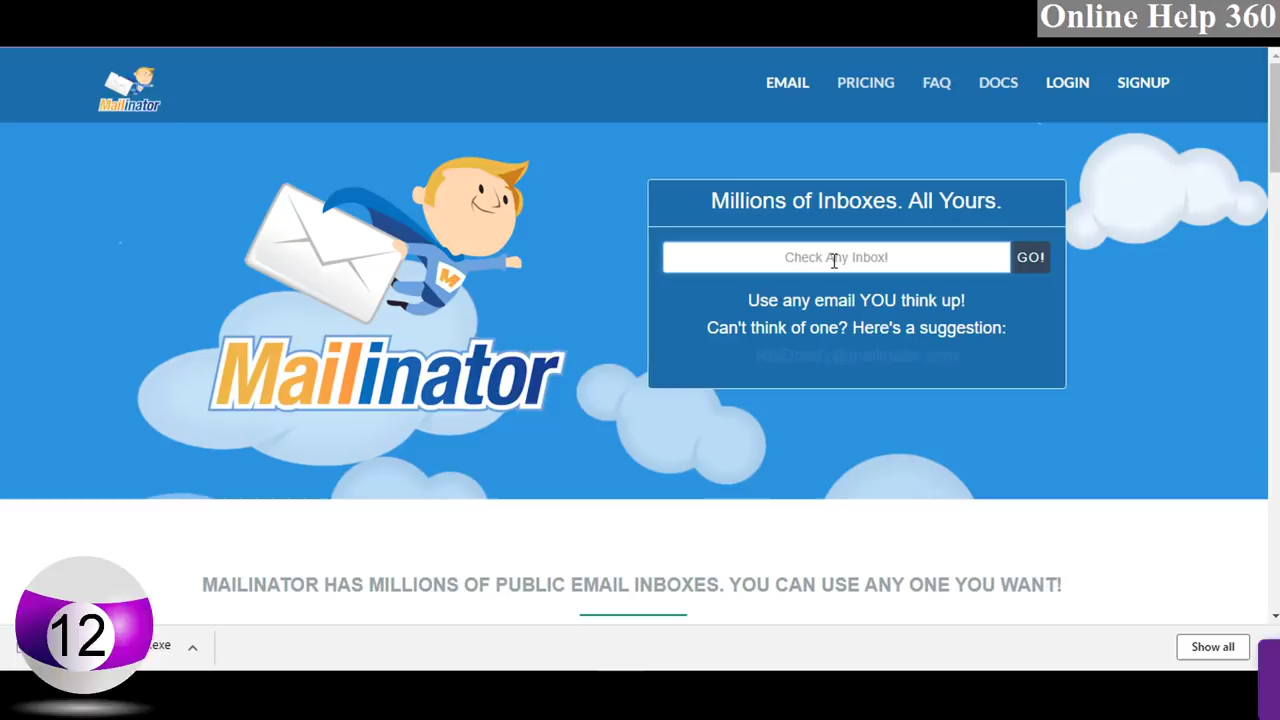 Online Help 360
Mailinator
EMAIL PRICING FAQ DOCS LOGIN SIGNUP
Millions of Inboxes. All Yours.
Check Any Inbox! GO!
Use any email YOU think up!
Can't think of one? Here's a suggestion:
M
Mailinator
MAILINATOR HAS MILLIONS OF PUBLIC EMAIL INBOXES. YOU CAN USE ANY ONE YOU WANT!
12
.exe
Show all